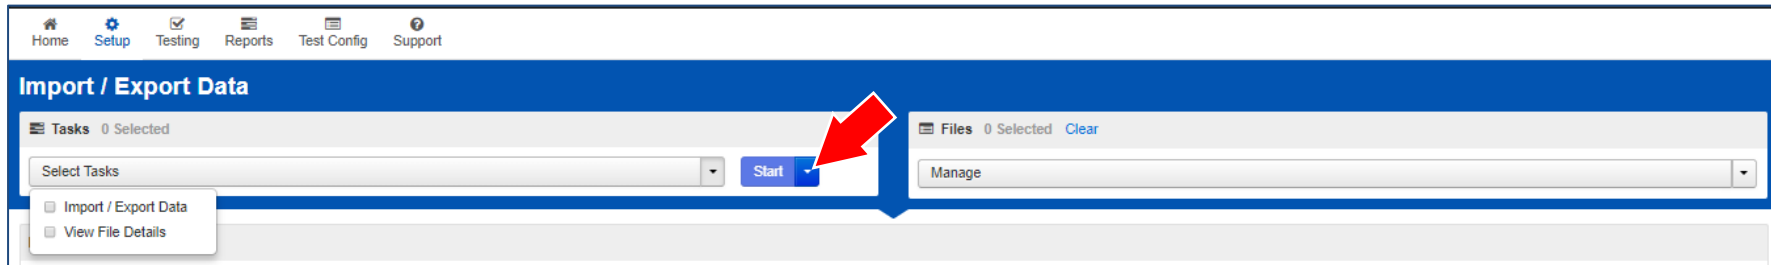 Home Setup Testing Reports Test Config Support
Import / Export Data
Tasks 0 Selected
Select Tasks
Start
Import / Export Data
View File Details
Files 0 Selected Clear
Manage